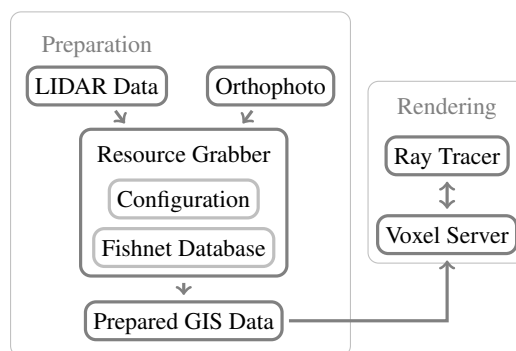 Preparation
LIDAR Data
Orthophoto
Resource Grabber
Configuration
Fishnet Database
Prepared GIS Data
Rendering
Ray Tracer
Voxel Server